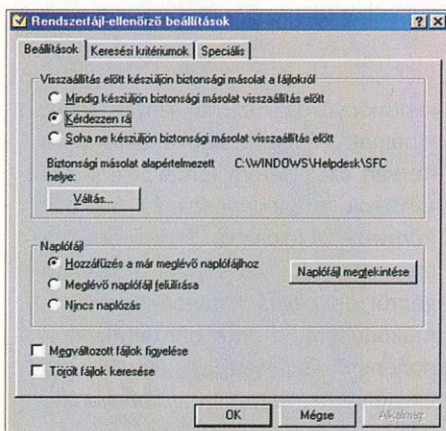 Rendszerfájl-ellenőrző beállítások
Beállítások Keresési kritériumok Speciális
Visszaállítás előtt készüljön biztonsági másolat a fájlokról
Mindig készüljön biztonsági másolat visszaállítás előtt
Kérdezzen rá
Soha ne készüljön biztonsági másolat visszaállítás előtt
Biztonsági másolat alapértelmezett C:\WINDOWS\Helpdesk\SFC
helye:
Váltás...
Naplófájl
Hozzáfűzés a már meglévő naplófájlhoz
Naplófájl megtekintése
Meglévő naplófájl felülírása
Nincs naplózás
Megváltozott fájlok figyelése
Törölt fájlok keresése
OK Mégse Alkalmaz